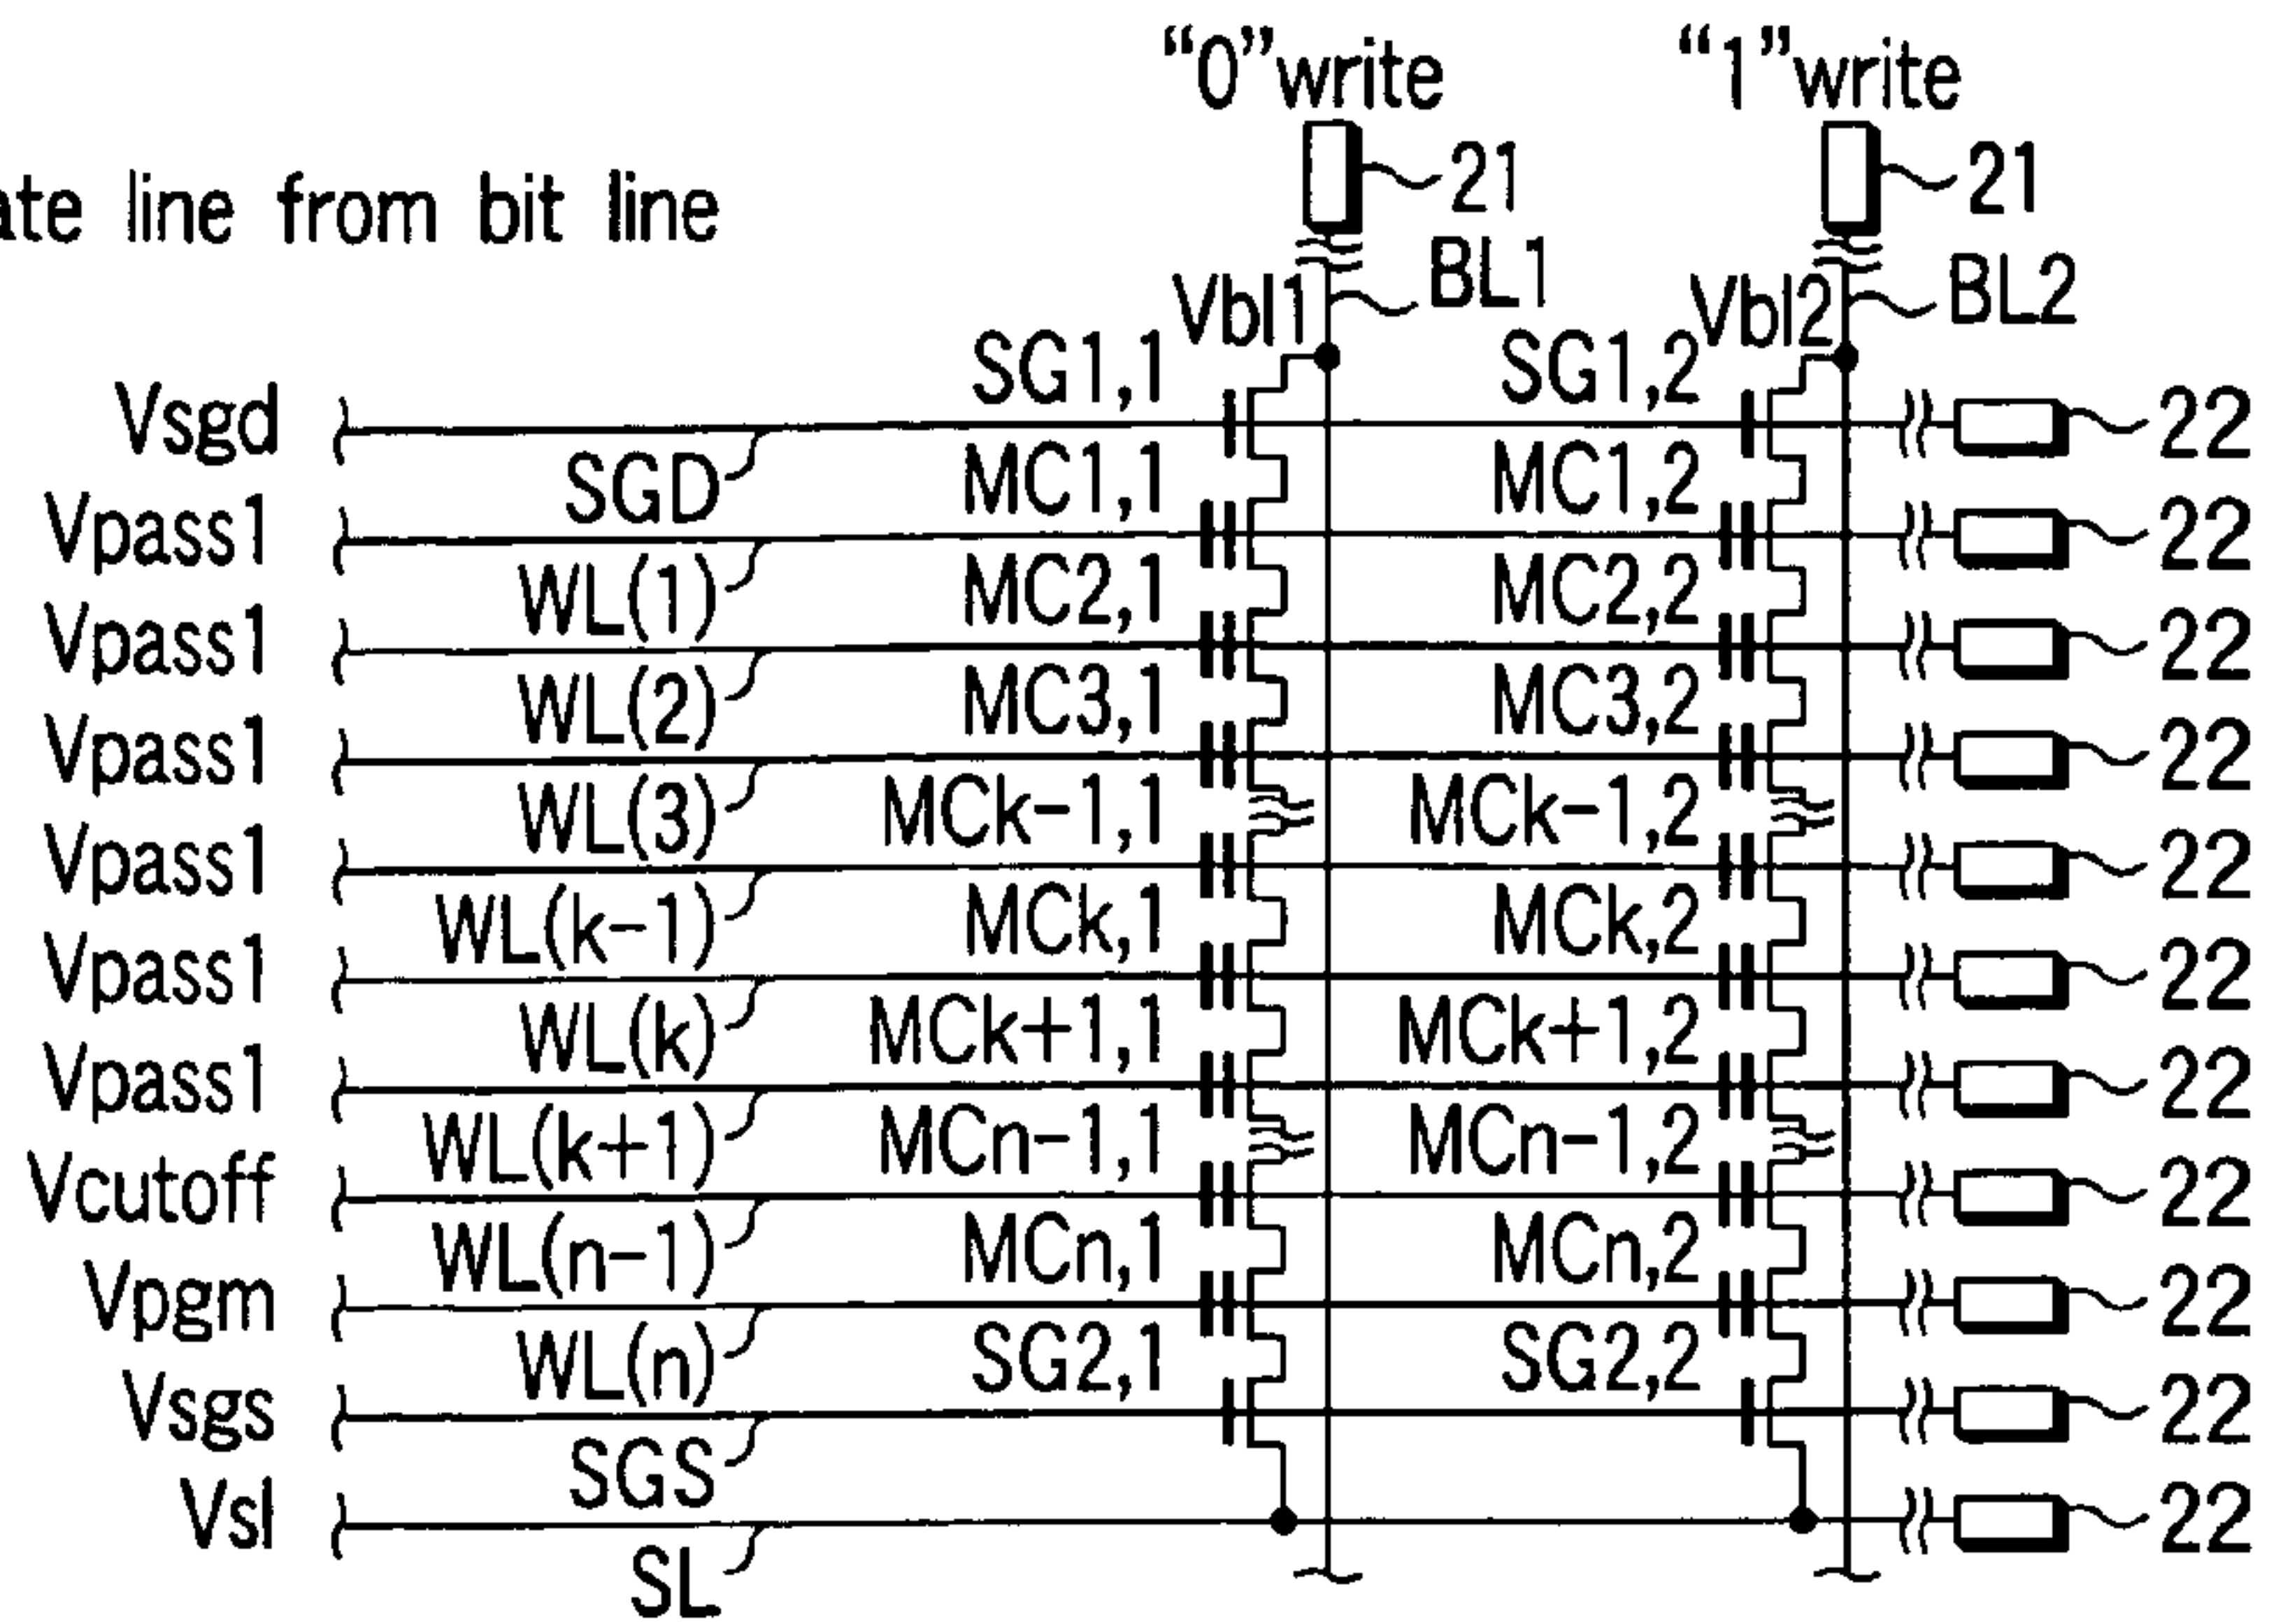 “0”write “1”write
line from bit line
21 21
BL1 BL2
Vbl1 Vbl2
SG1,1 SG1,2
Vsgd 22
SGD MC1,1 MC1,2
Vpass1 22
WL(1) MC2,1 MC2,2
Vpass1 22
WL(2) MC3,1 MC3,2
Vpass1 22
WL(3) MCk-1,1 MCk-1,2
Vpass1 22
WL(k-1) MCk,1 MCk,2
Vpass1 22
WL(k) MCk+1,1 MCk+1,2
Vpass1 22
WL(k+1) MCn-1,1 MCn-1,2
Vcutoff 22
WL(n-1) MCn,1 MCn,2
Vpgm 22
WL(n) SG2,1 SG2,2
Vsgs 22
SGS
Vsl 22
SL